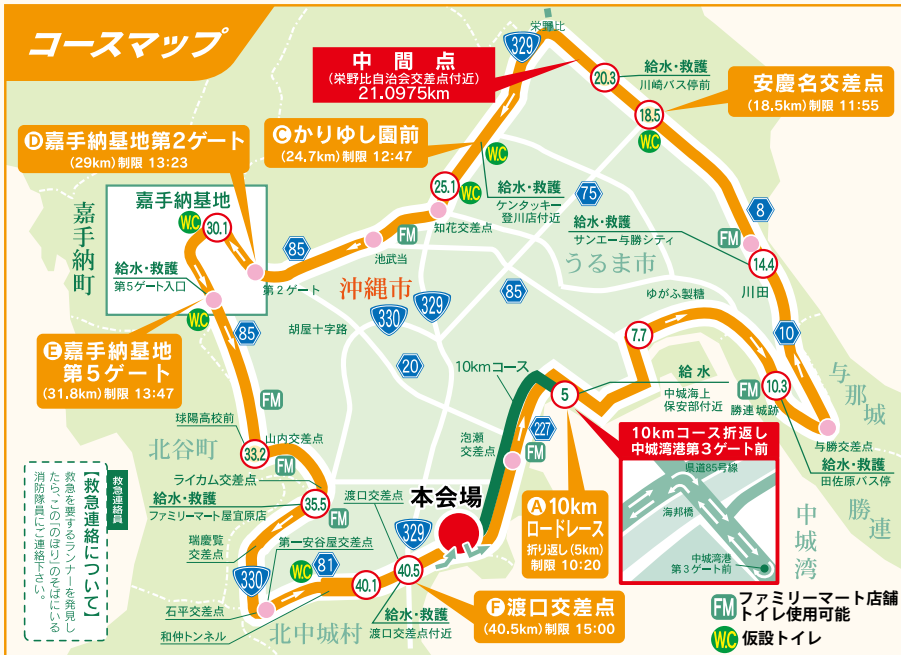 コースマップ
栄野比
329
中間点
(栄野比自治会交差点付近)
21.0975km
20.3
給水・救護
川崎バス停前
安慶名交差点
(18.5km)制限 11:55
18.5
W.C
D嘉手納基地第2ゲート
(29km)制限 13:23
Cかりゆし園前
(24.7km)制限 12:47
W.C
25.1
W.C
給水・救護
ケンタッキー
登川店付近
75
8
嘉手納町
嘉手納基地
W.C
30.1
85
FM
知花交差点
池武当
給水・救護
サンエー与勝シティ
FM
14.4
川田
うるま市
給水・救護
第5ゲート入口
第2ゲート
沖縄市
330
329
85
ゆがふ製糖
W.C
85
E嘉手納基地
第5ゲート
(31.8km)制限 13:47
胡屋十字路
20
10kmコース
7.7
10
5
給水
中城海上
保安部付近
FM
10.3
勝連城跡
与那城
FM
球陽高校前
北谷町
33.2
山内交差点
FM
227
泡瀬
交差点
FM
与勝交差点
給水・救護
田佐原バス停
勝連
中城湾
10kmコース折返し
中城湾港第3ゲート前
県道85号線
海邦橋
中城湾港
第3ゲート前
ライカム交差点
給水・救護
ファミリーマート屋宜原店
35.5
FM
渡口交差点
本会場
329
A10km
ロードレース
折り返し(5km)
制限 10:20
瑞慶覧
交差点
第一安谷屋交差点
330
W.C
81
40.1
40.5
石平交差点
和仲トンネル
北中城村
給水・救護
渡口交差点付近
F渡口交差点
(40.5km)制限 15:00
救急連絡員
【救急連絡について】
救急を要するランナーを発見し
たら、この「のぼり」のそばにいる
消防隊員にご連絡下さい。
FM
ファミリーマート店舗
トイレ使用可能
W.C
仮設トイレ